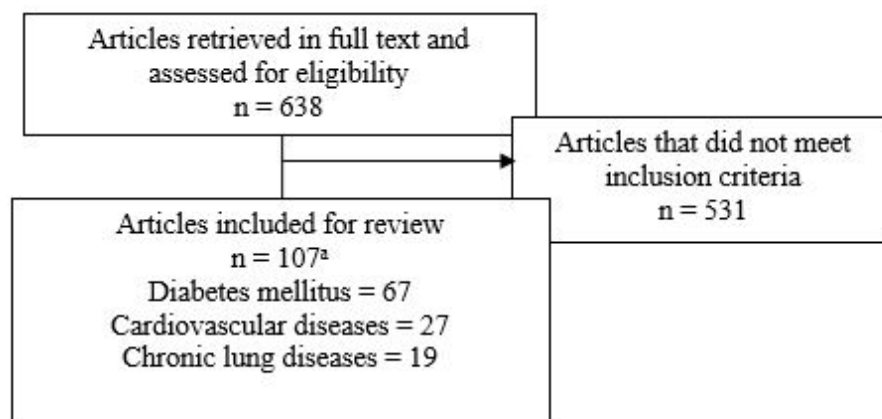 Articles retrieved in full text and
assessed for eligibility
n = 638
Articles that did not meet
inclusion criteria
n = 531
Articles included for review
n = 107ª
Diabetes mellitus = 67
Cardiovascular diseases = 27
Chronic lung diseases = 19